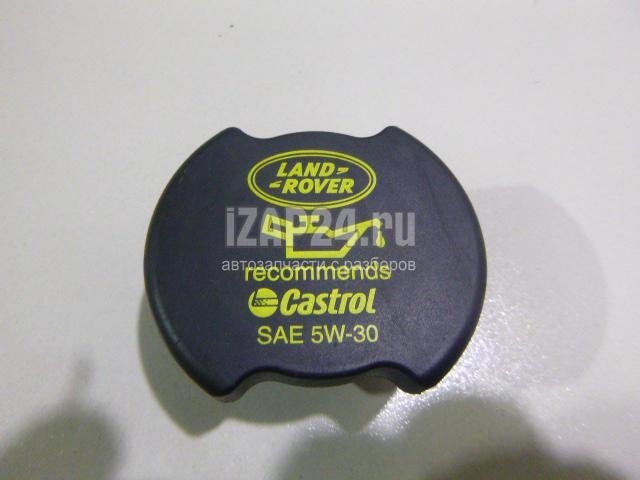 LAND
ROVER
iZAP24.ru
автозапчасти с разборов
recommends
Castrol
SAE 5W-30